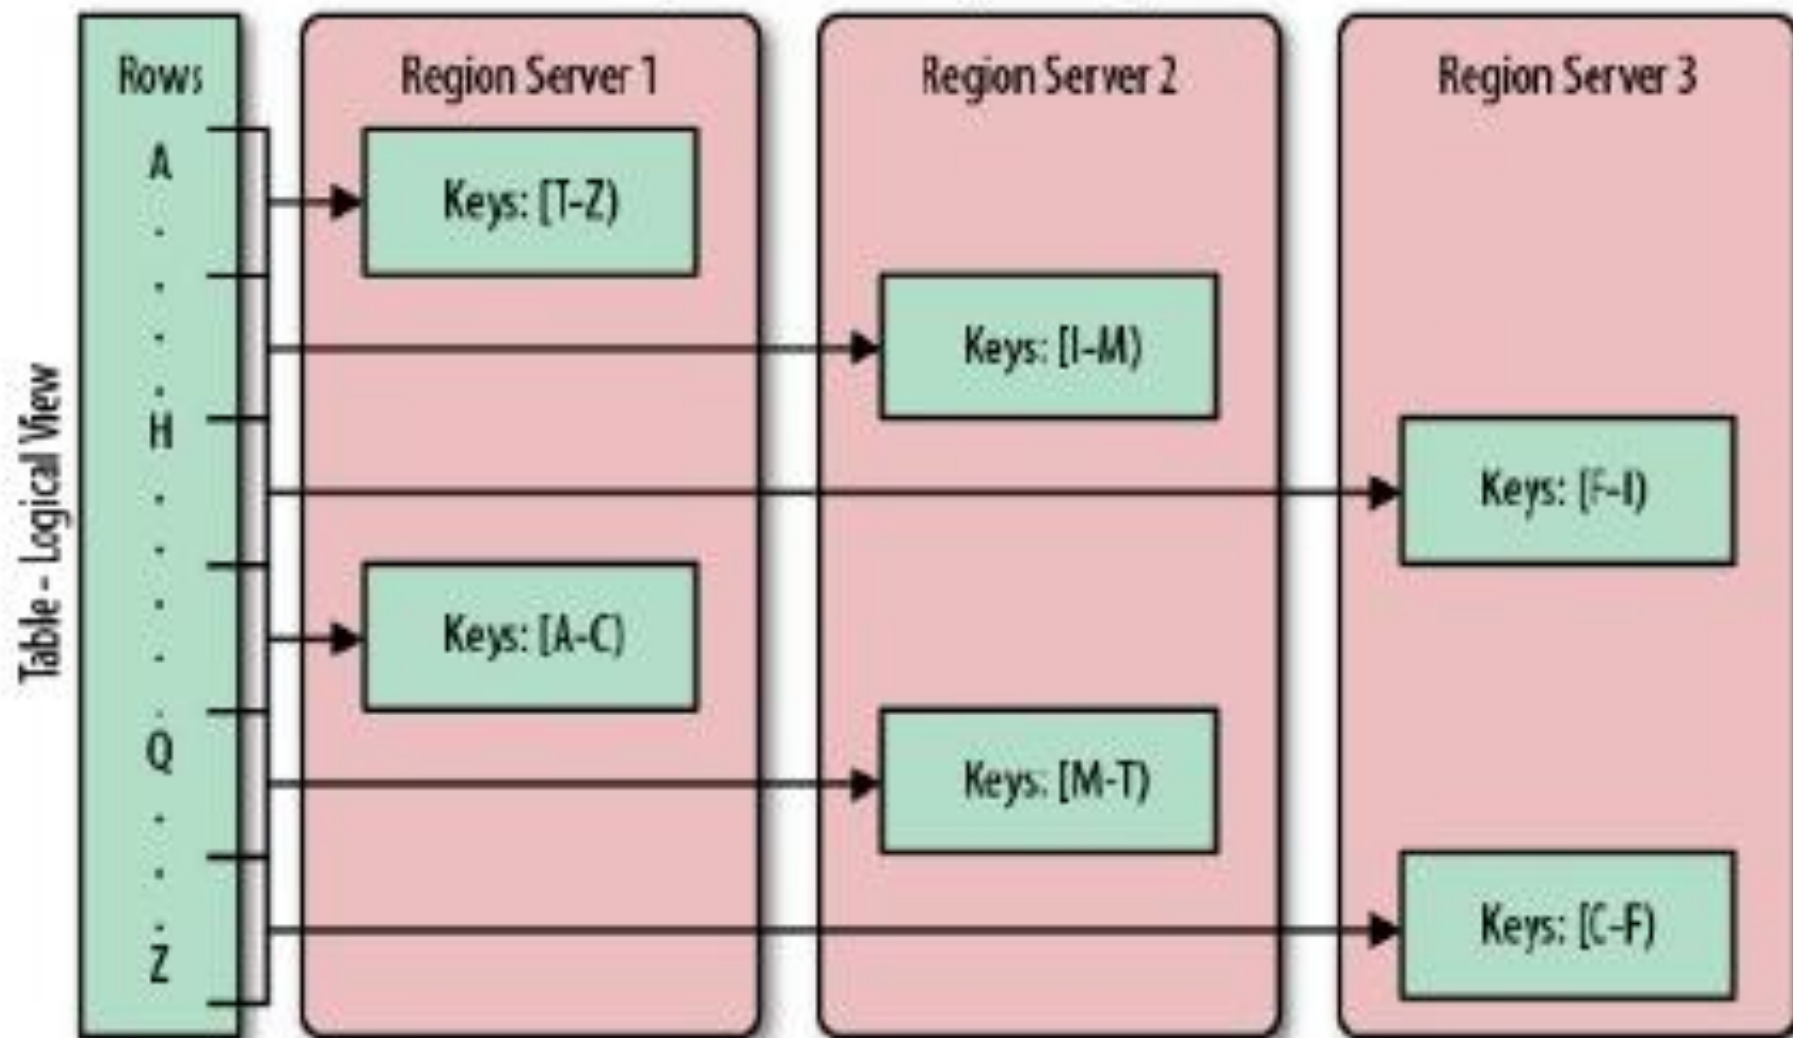 Table - Logical View
Rows
A
H
Q
Z
Region Server 1
Keys: [T-Z)
Keys: [A-C)
Region Server 2
Keys: [I-M)
Keys: [M-T)
Region Server 3
Keys: [F-I)
Keys: [C-F)